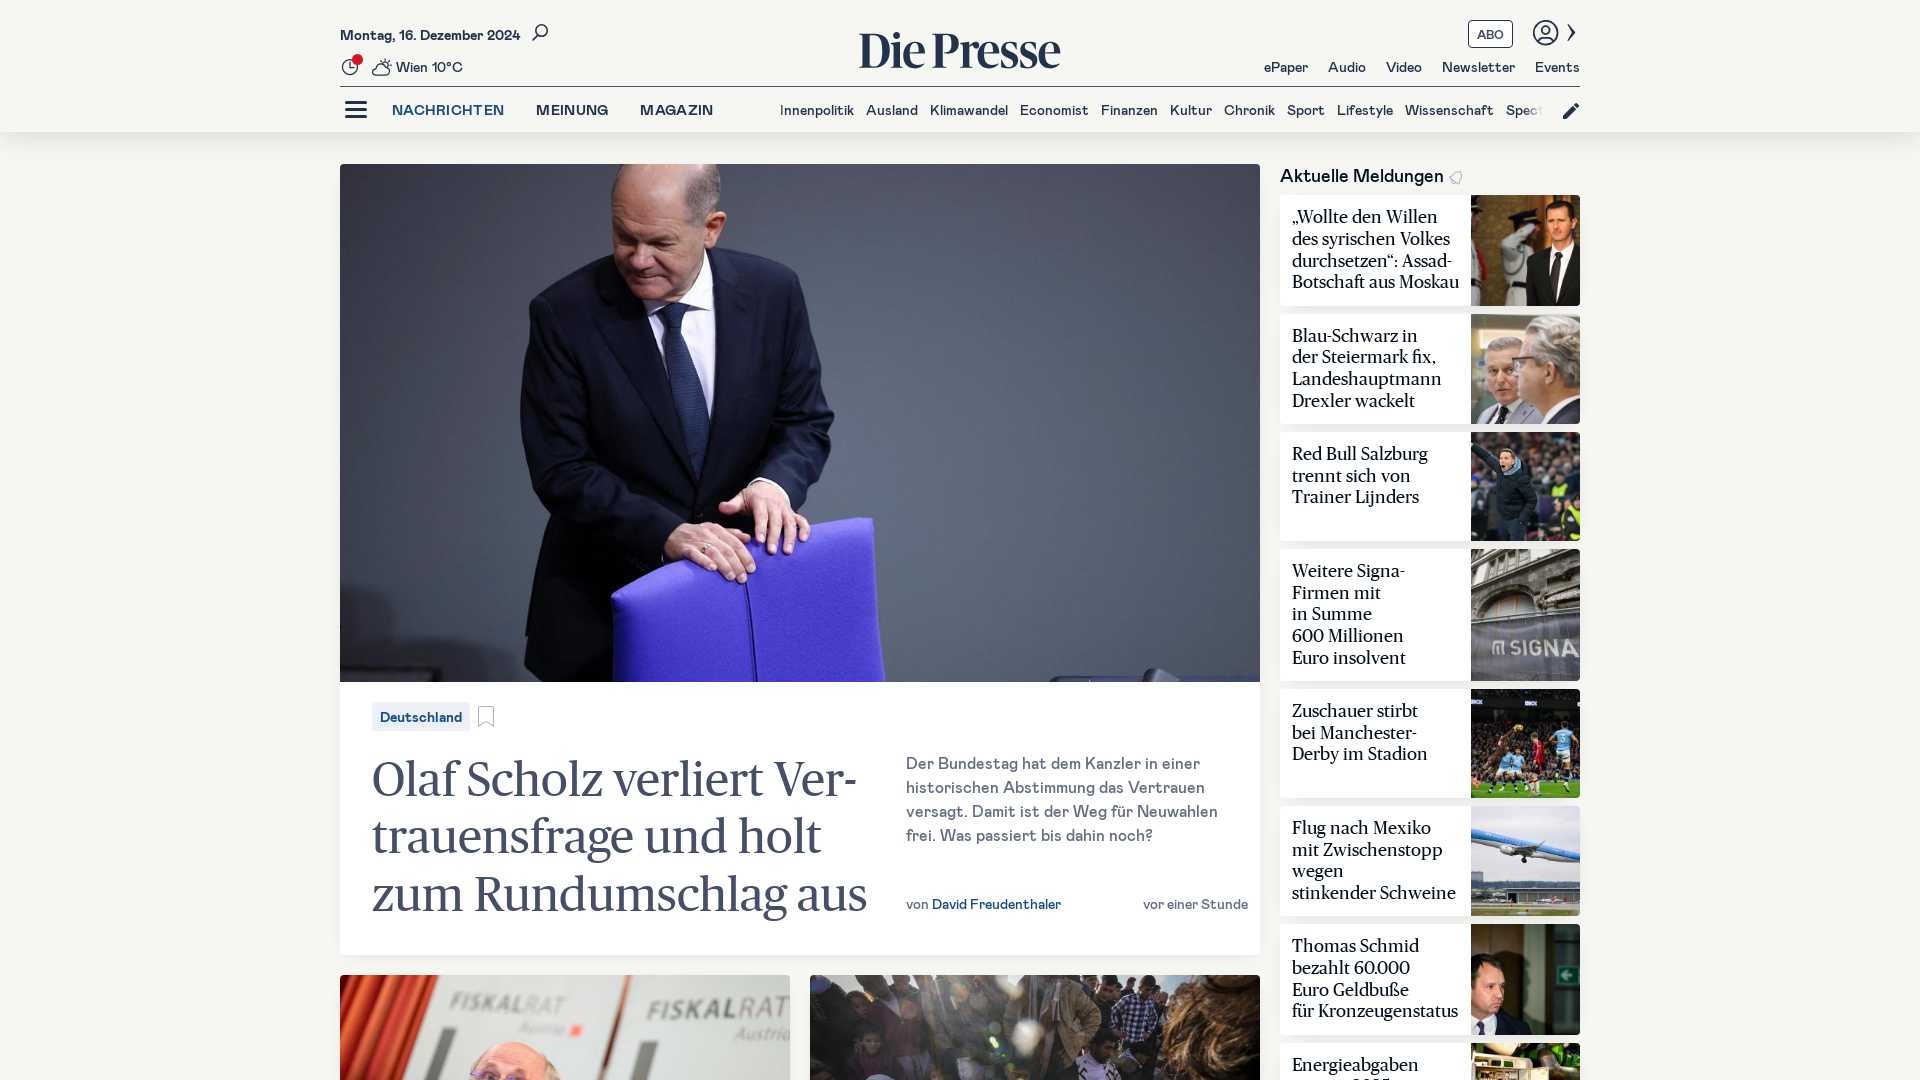 Montag, 16. Dezember 2024
Wien 10°C
Die Presse
ABO
ePaper Audio Video Newsletter Events
NACHRICHTEN MEINUNG MAGAZIN
Innenpolitik Ausland Klimawandel Economist Finanzen Kultur Chronik Sport Lifestyle Wissenschaft
Deutschland
Olaf Scholz verliert Ver-
trauensfrage und holt
zum Rundumschlag aus
Der Bundestag hat dem Kanzler in einer
historischen Abstimmung das Vertrauen
versagt. Damit ist der Weg für Neuwahlen
frei. Was passiert bis dahin noch?
von David Freudenthaler
vor einer Stunde
FISKALRAT
Austria
FISKALRAT
Austria
Aktuelle Meldungen
„Wollte den Willen
des syrischen Volkes
durchsetzen“: Assad-
Botschaft aus Moskau
Blau-Schwarz in
der Steiermark fix,
Landeshauptmann
Drexler wackelt
Red Bull Salzburg
trennt sich von
Trainer Lijnders
Weitere Signa-
Firmen mit
in Summe
600 Millionen
Euro insolvent
SIGNA
Zuschauer stirbt
bei Manchester-
Derby im Stadion
Flug nach Mexiko
mit Zwischenstopp
wegen
stinkender Schweine
Thomas Schmid
bezahlt 60.000
Euro Geldbuße
für Kronzeugenstatus
Energieabgaben